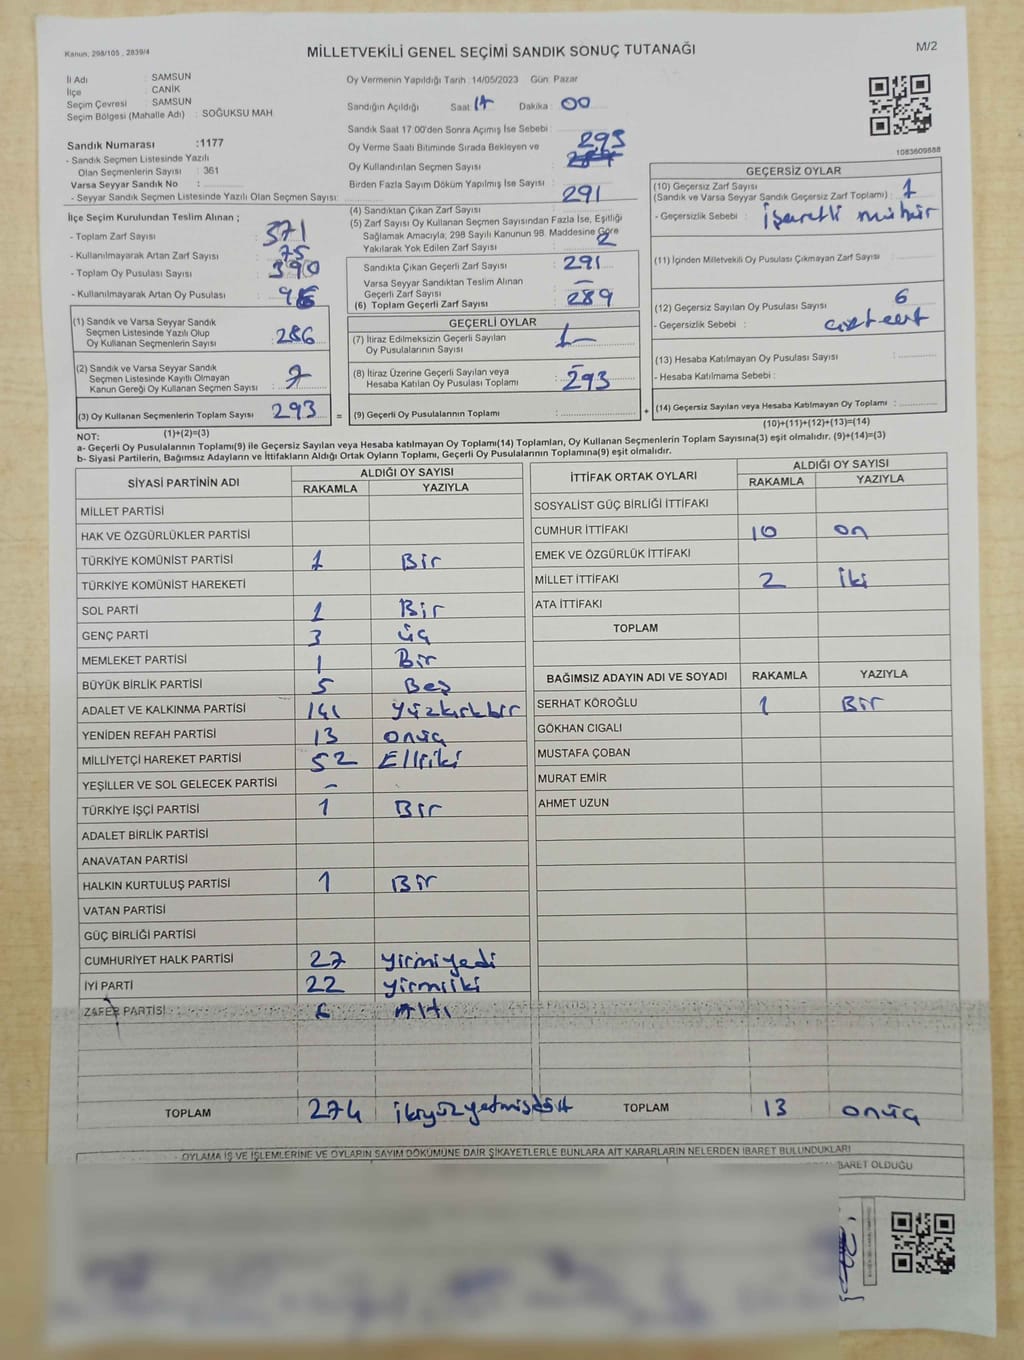 Kanun: 298/105 , 2839/4
MİLLETVEKİLİ GENEL SEÇİMİ SANDIK SONUÇ TUTANAĞI
M/2
İl Adı : SAMSUN
İlçe : CANİK
Seçim Çevresi : SAMSUN
Seçim Bölgesi (Mahalle Adı) : SOĞUKSU MAH
Sandık Numarası :1177
- Sandık Seçmen Listesinde Yazılı
Olan Seçmenlerin Sayısı : 361
Varsa Seyyar Sandık No :
- Seyyar Sandık Seçmen Listesinde Yazılı Olan Seçmen Sayısı:
Oy Vermenin Yapıldığı Tarih :14/05/2023 Gün: Pazar
Sandığın Açıldığı Saat 17 Dakika : 00
Sandık Saat 17:00'den Sonra Açımış İse Sebebi :
Oy Verme Saati Bitiminde Sırada Bekleyen ve
Oy Kullandırılan Seçmen Sayısı : 293
Birden Fazla Sayım Döküm Yapılmış İse Sayısı :
1083609888
İlçe Seçim Kurulundan Teslim Alınan ;
- Toplam Zarf Sayısı : 371
- Kullanılmayarak Artan Zarf Sayısı : 75
- Toplam Oy Pusulası Sayısı : 390
- Kullanılmayarak Artan Oy Pusulası : 96
(1) Sandık ve Varsa Seyyar Sandık
Seçmen Listesinde Yazılı Olup
Oy Kullanan Seçmenlerin Sayısı : 286
(2) Sandık ve Varsa Seyyar Sandık
Seçmen Listesinde Kayıtlı Olmayan
Kanun Gereği Oy Kullanan Seçmen Sayısı : 7
(3) Oy Kullanan Seçmenlerin Toplam Sayısı : 293
(1)+(2)=(3)
(4) Sandıktan Çıkan Zarf Sayısı : 291
(5) Zarf Sayısı Oy Kullanan Seçmen Sayısından Fazla İse, Eşitliği
Sağlamak Amacıyla, 298 Sayılı Kanunun 98. Maddesine Göre
Yakılarak Yok Edilen Zarf Sayısı : 2
Sandıkta Çıkan Geçerli Zarf Sayısı : 291
Varsa Seyyar Sandıktan Teslim Alınan
Geçerli Zarf Sayısı : –
(6) Toplam Geçerli Zarf Sayısı : 289
GEÇERLİ OYLAR
(7) İtiraz Edilmeksizin Geçerli Sayılan
Oy Pusulalarının Sayısı :
(8) İtiraz Üzerine Geçerli Sayılan veya
Hesaba Katılan Oy Pusulası Toplamı : 293
= (9) Geçerli Oy Pusulalarının Toplamı :
GEÇERSİZ OYLAR
(10) Geçersiz Zarf Sayısı
(Sandık ve Varsa Seyyar Sandık Geçersiz Zarf Toplamı) : 1
- Geçersizlik Sebebi : işaretli mühür
(11) İçinden Milletvekili Oy Pusulası Çıkmayan Zarf Sayısı :
(12) Geçersiz Sayılan Oy Pusulası Sayısı : 6
- Geçersizlik Sebebi :
(13) Hesaba Katılmayan Oy Pusulası Sayısı :
- Hesaba Katılmama Sebebi :
+ (14) Geçersiz Sayılan veya Hesaba Katılmayan Oy Toplamı :
(10)+(11)+(12)+(13)=(14)
NOT:
a- Geçerli Oy Pusulalarının Toplamı(9) ile Geçersiz Sayılan veya Hesaba katılmayan Oy Toplamı(14) Toplamları, Oy Kullanan Seçmenlerin Toplam Sayısına(3) eşit olmalıdır. (9)+(14)=(3)
b- Siyasi Partilerin, Bağımsız Adayların ve İttifakların Aldığı Ortak Oyların Toplamı, Geçerli Oy Pusulalarının Toplamına(9) eşit olmalıdır.
SİYASİ PARTİNİN ADI ALDIĞI OY SAYISI
RAKAMLA YAZIYLA
MİLLET PARTİSİ
HAK VE ÖZGÜRLÜKLER PARTİSİ
TÜRKİYE KOMÜNİST PARTİSİ 1 Bir
TÜRKİYE KOMÜNİST HAREKETİ
SOL PARTİ 1 Bir
GENÇ PARTİ 3 üç
MEMLEKET PARTİSİ 1 Bir
BÜYÜK BİRLİK PARTİSİ 5 Beş
ADALET VE KALKINMA PARTİSİ 141 yüzkırkbir
YENİDEN REFAH PARTİSİ 13 onüç
MİLLİYETÇİ HAREKET PARTİSİ 52 Elliiki
YEŞİLLER VE SOL GELECEK PARTİSİ –
TÜRKİYE İŞÇİ PARTİSİ 1 Bir
ADALET BİRLİK PARTİSİ
ANAVATAN PARTİSİ
HALKIN KURTULUŞ PARTİSİ 1 Bir
VATAN PARTİSİ
GÜÇ BİRLİĞİ PARTİSİ
CUMHURİYET HALK PARTİSİ 27 yirmiyedi
İYİ PARTİ 22 yirmiiki
ZAFER PARTİSİ 6 Altı
TOPLAM 274 ikiyüzyetmişdört
İTTİFAK ORTAK OYLARI ALDIĞI OY SAYISI
RAKAMLA YAZIYLA
SOSYALİST GÜÇ BİRLİĞİ İTTİFAKI
CUMHUR İTTİFAKI 10 on
EMEK VE ÖZGÜRLÜK İTTİFAKI
MİLLET İTTİFAKI 2 iki
ATA İTTİFAKI
TOPLAM
BAĞIMSIZ ADAYIN ADI VE SOYADI RAKAMLA YAZIYLA
SERHAT KÖROĞLU 1 Bir
GÖKHAN CIGALI
MUSTAFA ÇOBAN
MURAT EMİR
AHMET UZUN
TOPLAM 13 onüç
OYLAMA İŞ VE İŞLEMLERİNE VE OYLARIN SAYIM DÖKÜMÜNE DAİR ŞİKAYETLERLE BUNLARA AİT KARARLARIN NELERDEN İBARET BULUNDUKLARI
İBARET OLDUĞU